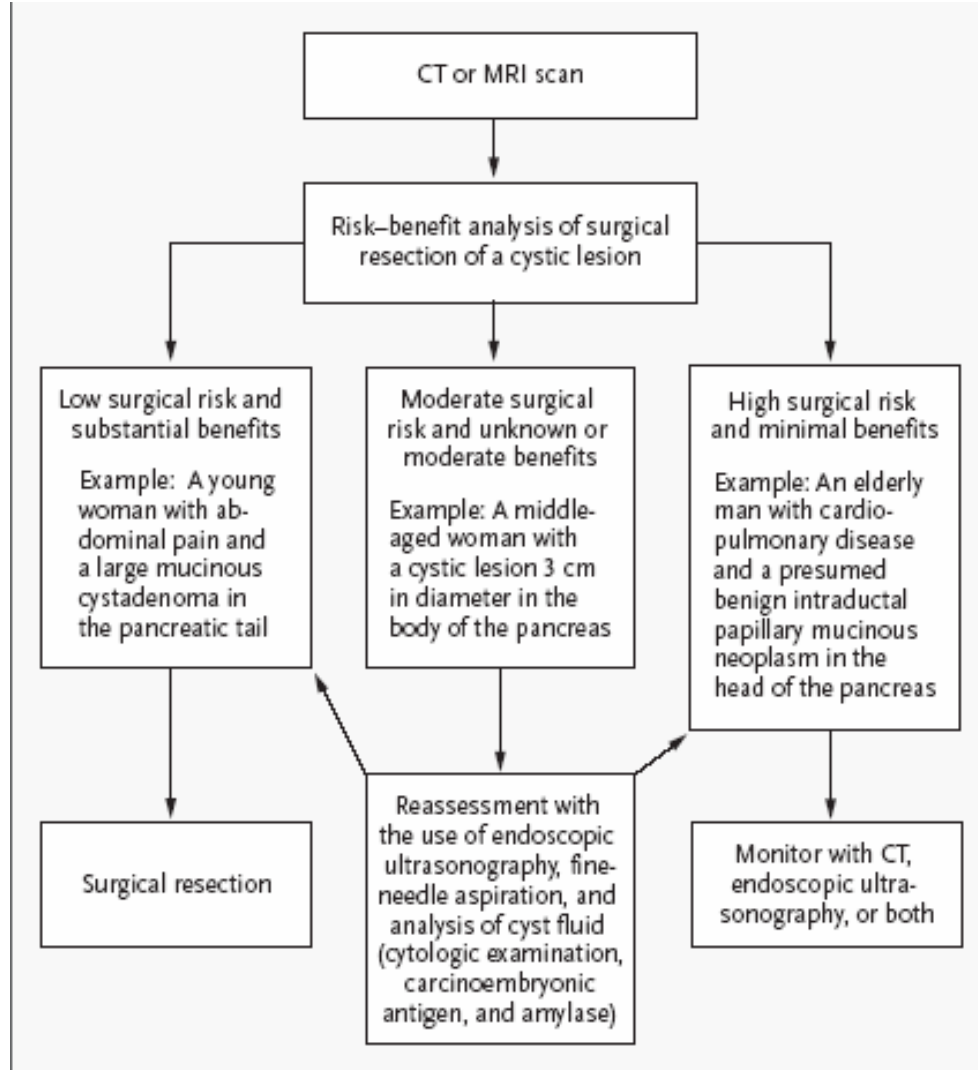 CT or MRI scan
Risk–benefit analysis of surgical
resection of a cystic lesion
Low surgical risk and
substantial benefits
Example: A young
woman with ab-
dominal pain and
a large mucinous
cystadenoma in
the pancreatic tail
Moderate surgical
risk and unknown or
moderate benefits
Example: A middle-
aged woman with
a cystic lesion 3 cm
in diameter in the
body of the pancreas
High surgical risk
and minimal benefits
Example: An elderly
man with cardio-
pulmonary disease
and a presumed
benign intraductal
papillary mucinous
neoplasm in the
head of the pancreas
Surgical resection
Reassessment with
the use of endoscopic
ultrasonography, fine-
needle aspiration, and
analysis of cyst fluid
(cytologic examination,
carcinoembryonic
antigen, and amylase)
Monitor with CT,
endoscopic ultra-
sonography, or both